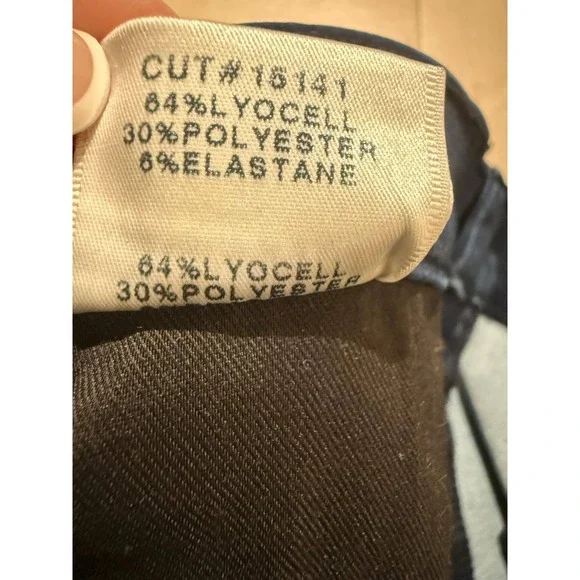 CUT# 15141
64%LYOCELL
30%POLYESTER
6%ELASTANE
64%LYOCELL
30%POLYESTER